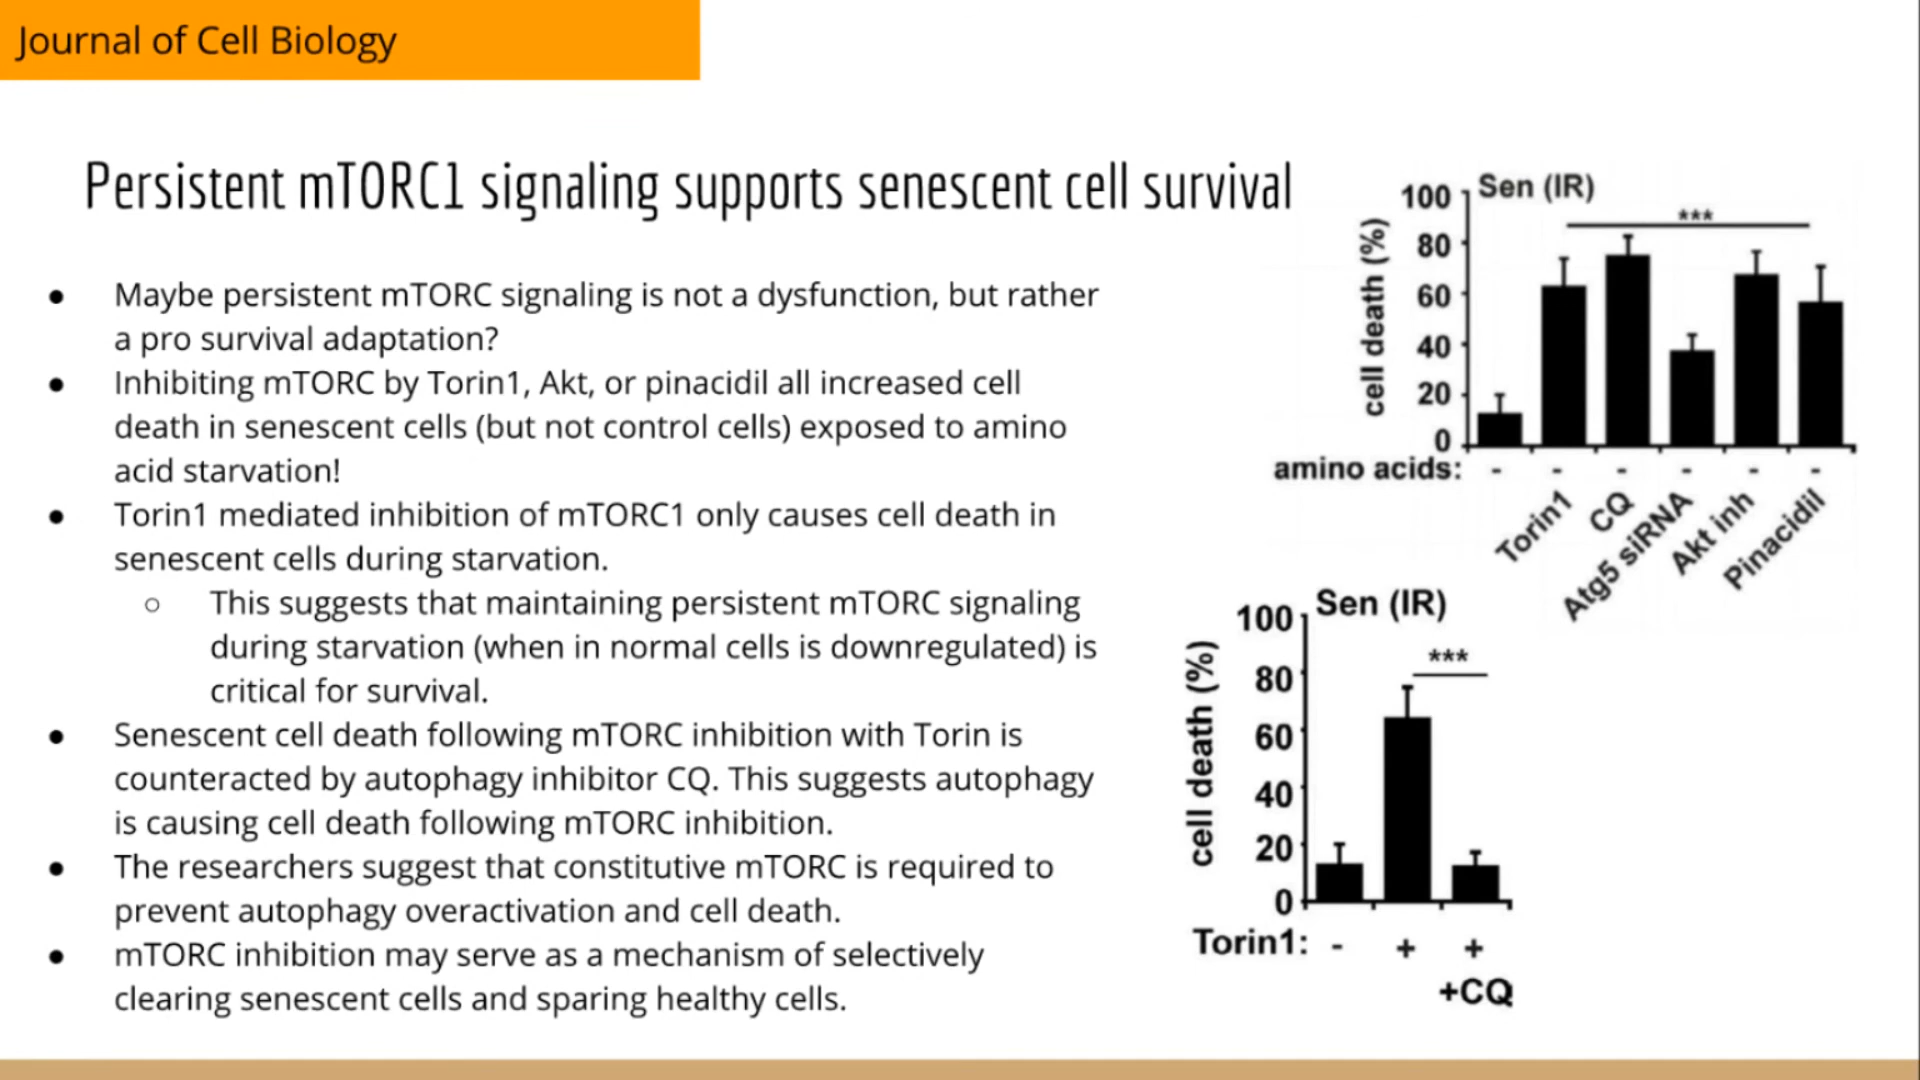 Journal of Cell Biology
Persistent mTORC1 signaling supports senescent cell survival
● Maybe persistent mTORC signaling is not a dysfunction, but rather
a pro survival adaptation?
● Inhibiting mTORC by Torin1, Akt, or pinacidil all increased cell
death in senescent cells (but not control cells) exposed to amino
acid starvation!
● Torin1 mediated inhibition of mTORC1 only causes cell death in
senescent cells during starvation.
○ This suggests that maintaining persistent mTORC signaling
during starvation (when in normal cells is downregulated) is
critical for survival.
● Senescent cell death following mTORC inhibition with Torin is
counteracted by autophagy inhibitor CQ. This suggests autophagy
is causing cell death following mTORC inhibition.
● The researchers suggest that constitutive mTORC is required to
prevent autophagy overactivation and cell death.
● mTORC inhibition may serve as a mechanism of selectively
clearing senescent cells and sparing healthy cells.
Sen (IR)
***
cell death (%)
100
80
60
40
20
0
amino acids: - - - - - -
Torin1
CQ
Atg5 siRNA
Akt inh
Pinacidil
Sen (IR)
***
cell death (%)
100
80
60
40
20
0
Torin1: - + +
+CQ